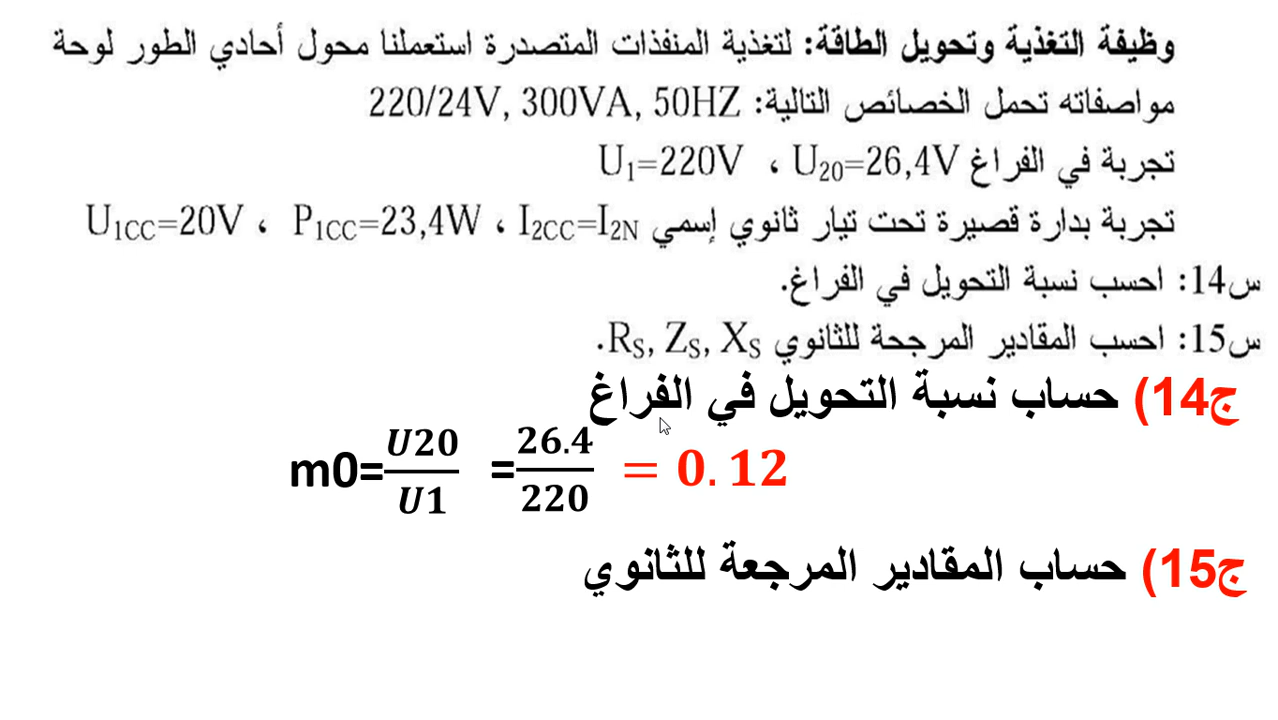 وظيفة التغذية وتحويل الطاقة: لتغذية المنفذات المتصدرة استعملنا محول أحادي الطور لوحة
مواصفاته تحمل الخصائص التالية: 220/24V, 300VA, 50HZ
تجربة في الفراغ U20=26,4V ، U1=220V
تجربة بدارة قصيرة تحت تيار ثانوي إسمي I2CC=I2N ، P1CC=23,4W ، U1CC=20V
س14: احسب نسبة التحويل في الفراغ.
س15: احسب المقادير المرجحة للثانوي RS, ZS, XS.
ج14) حساب نسبة التحويل في الفراغ
m0=U20/U1 =26.4/220 = 0.12
ج15) حساب المقادير المرجعة للثانوي